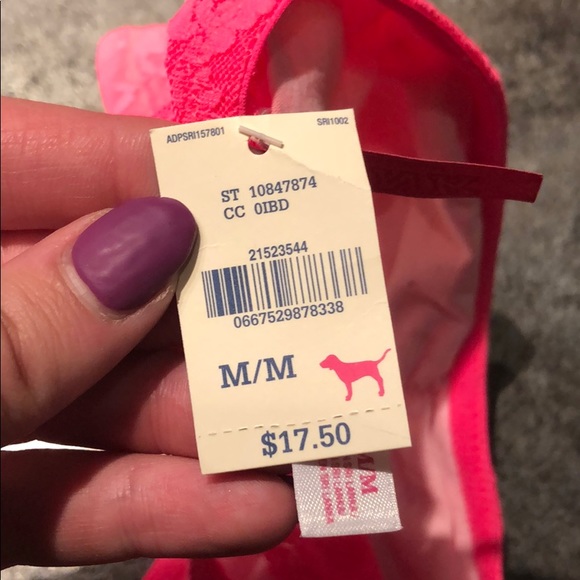 ADPSRI157801 SRI1002
ST 10847874
CC 0IBD
21523544
0667529878338
M/M
$17.50
M/M